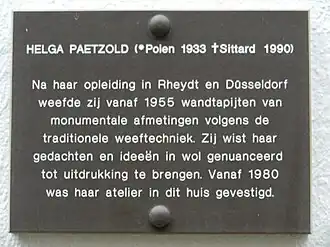 HELGA PAETZOLD (*Polen 1933 ✝Sittard 1990)
Na haar opleiding in Rheydt en Düsseldorf
weefde zij vanaf 1955 wandtapijten van
monumentale afmetingen volgens de
traditionele weeftechniek. Zij wist haar
gedachten en ideeën in wol genuanceerd
tot uitdrukking te brengen. Vanaf 1980
was haar atelier in dit huis gevestigd.